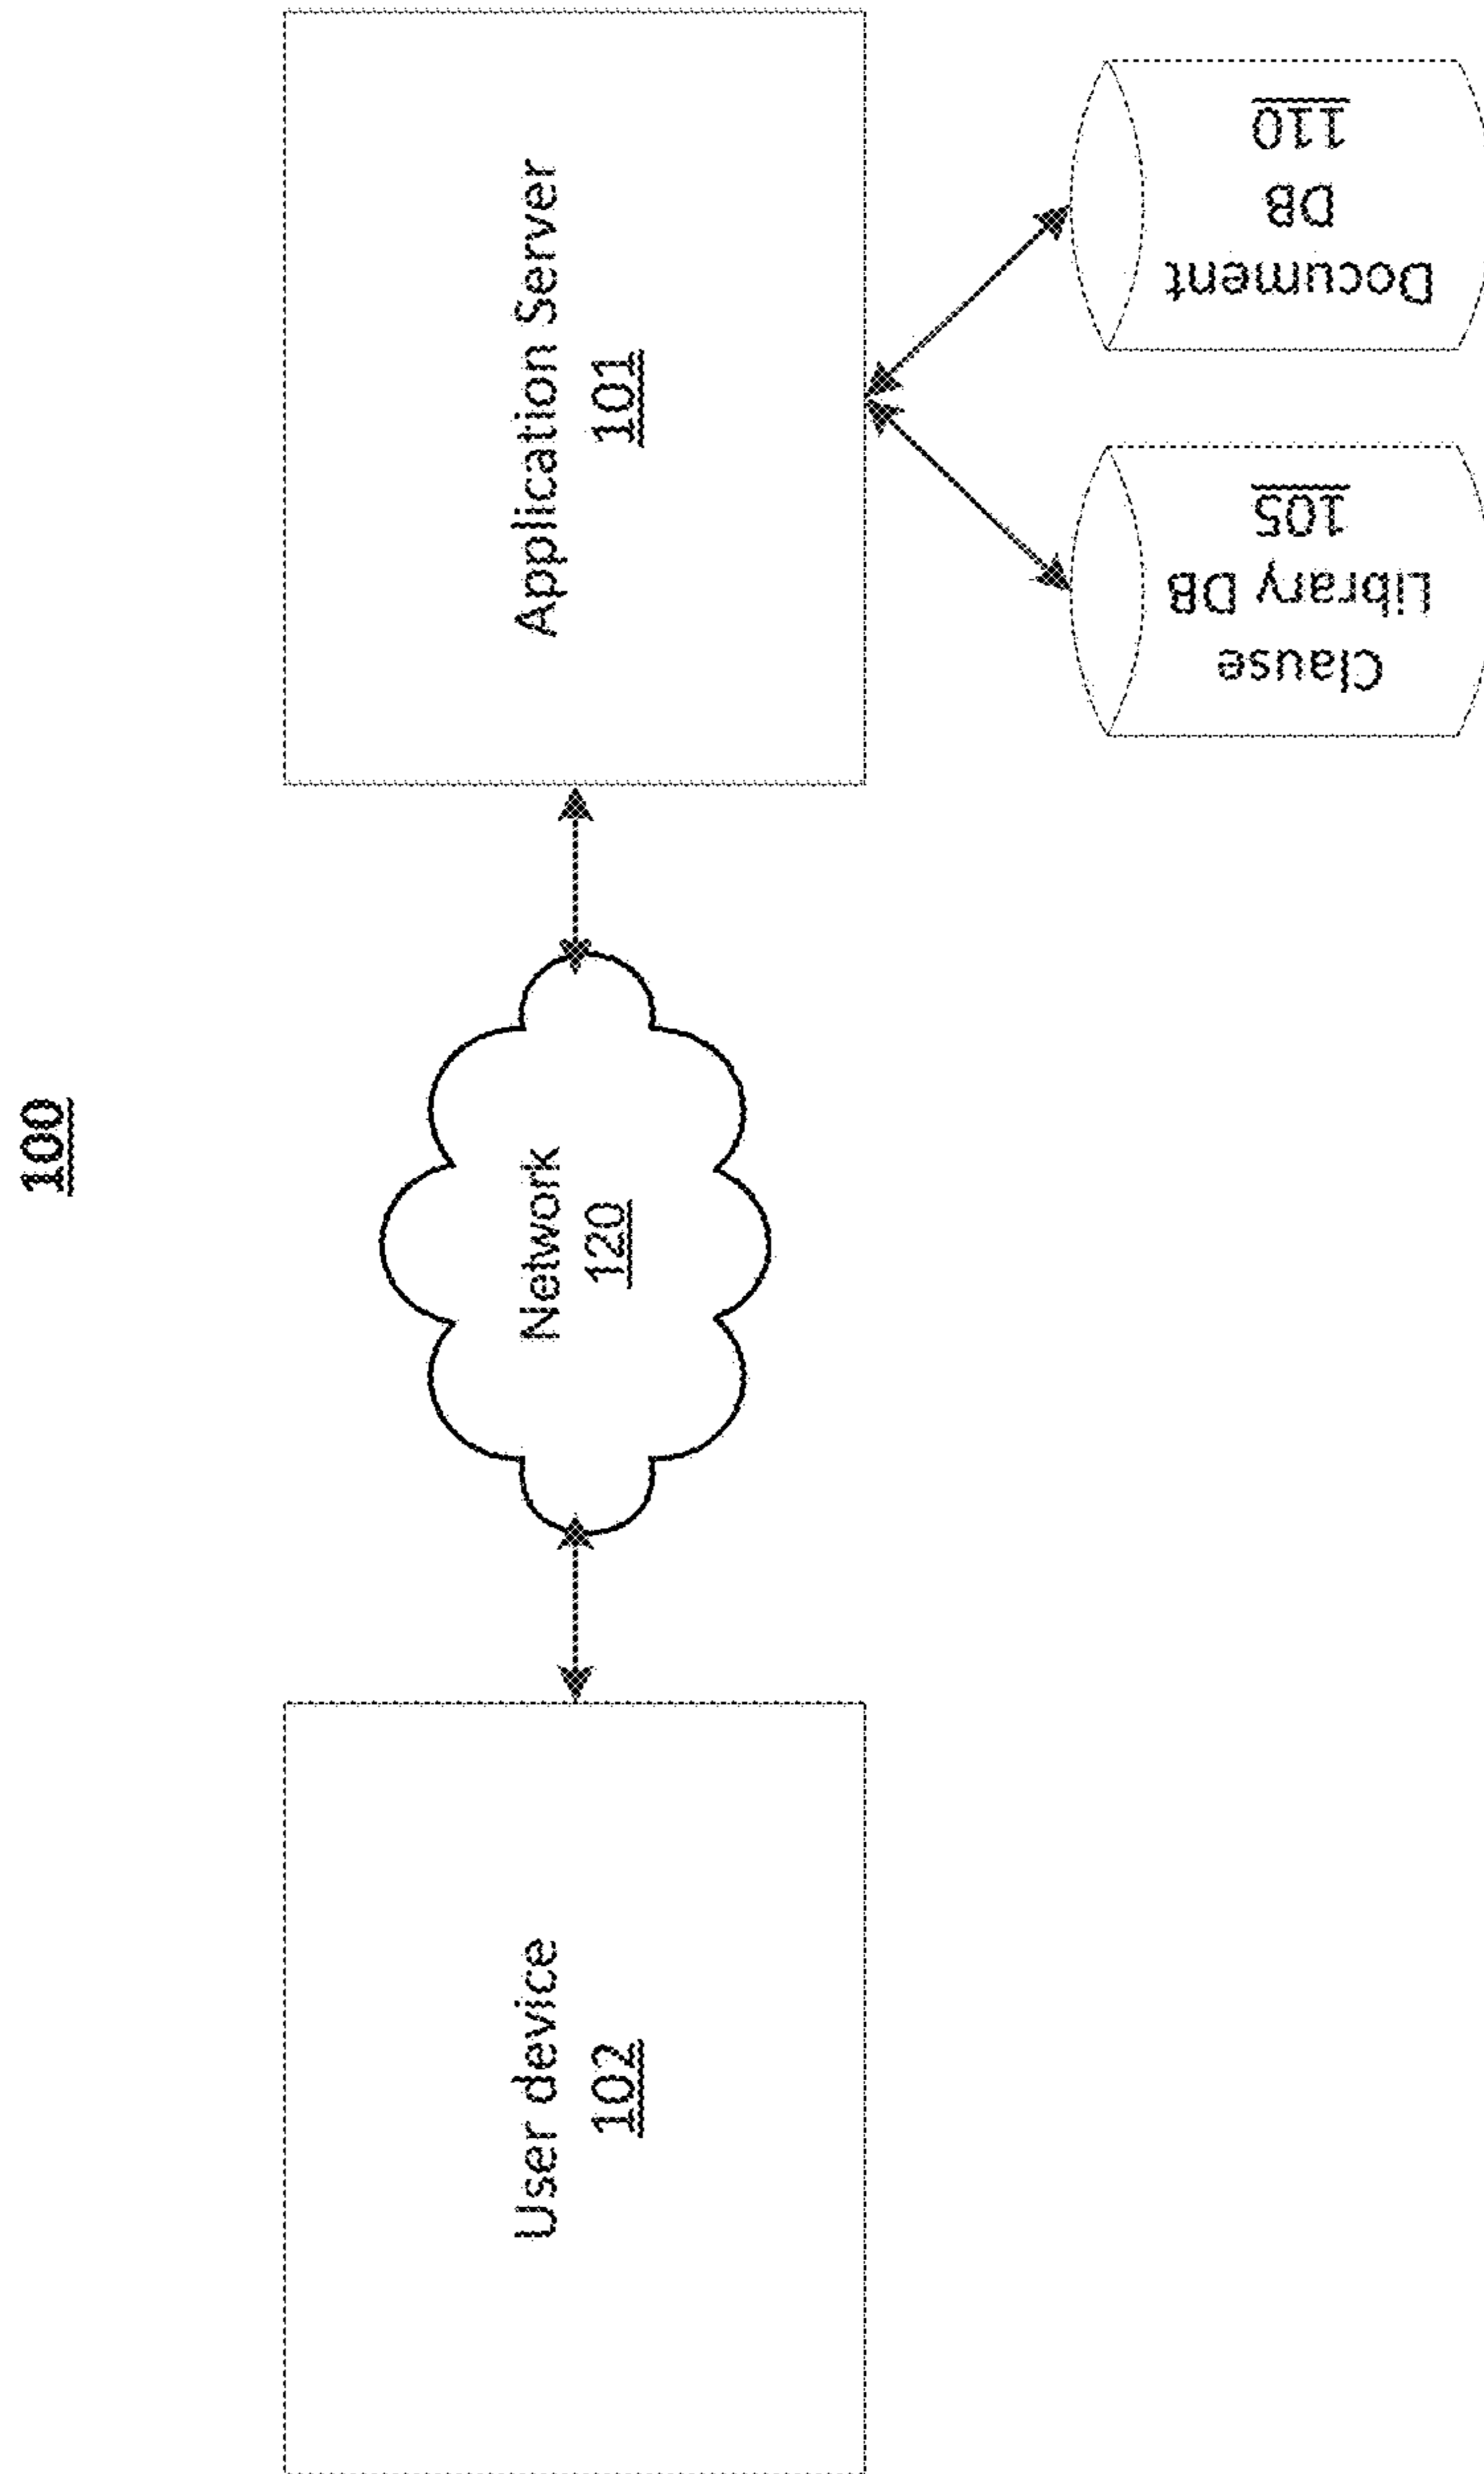 100
User device
102
Network
120
Application Server
101
Clause
Library DB
105
Document
DB
110